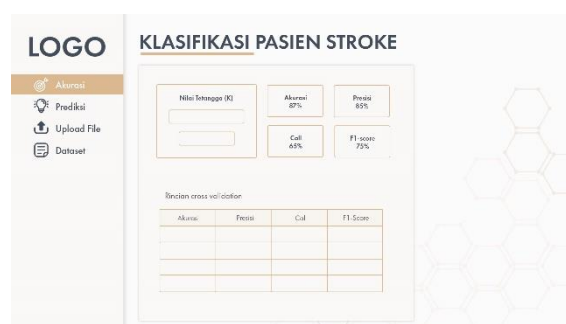 LOGO
KLASIFIKASI PASIEN STROKE
Akurasi
Prediksi
Upload File
Dataset
Nilai Tetangga (K)
Akurasi
87%
Presisi
85%
Call
65%
F1-score
75%
Rincian cross validation
Akurasi Presisi Call F1-Score